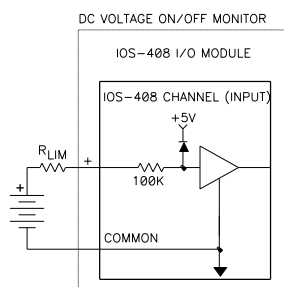 DC VOLTAGE ON/OFF MONITOR
IOS-408 I/O MODULE
IOS-408 CHANNEL (INPUT)
+5V
RLIM
+
100K
+
COMMON